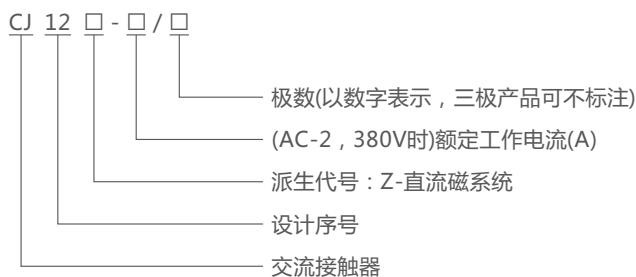 CJ 12 □ - □ / □
极数(以数字表示，三极产品可不标注)
(AC-2，380V时)额定工作电流(A)
派生代号：Z-直流磁系统
设计序号
交流接触器